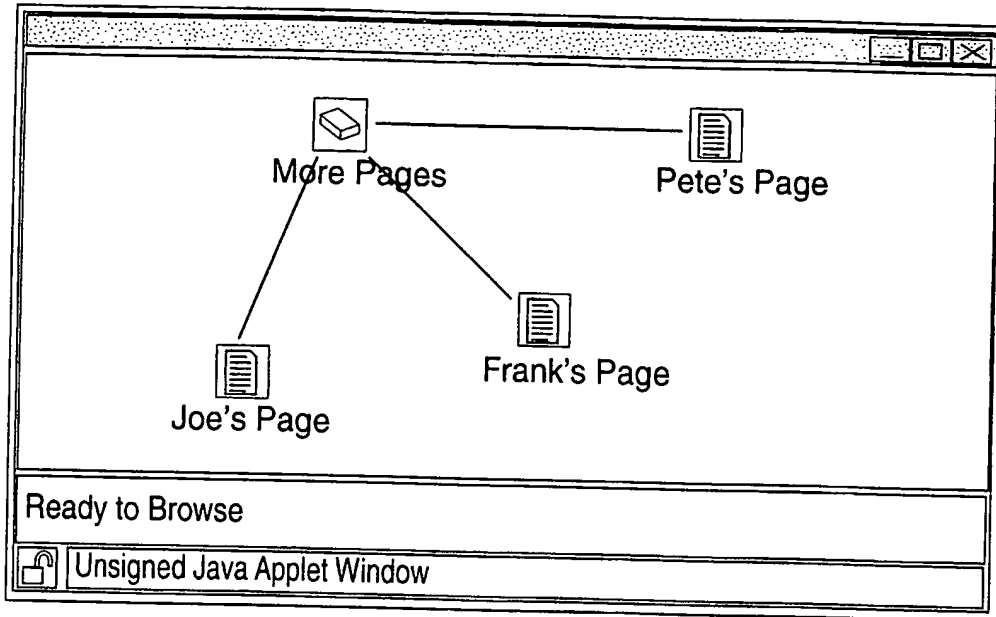 More Pages
Pete's Page
Frank's Page
Joe's Page
Ready to Browse
Unsigned Java Applet Window